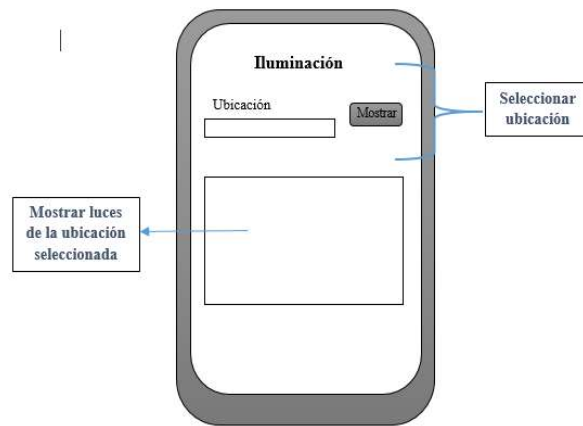 Iluminación
Ubicación
Mostrar
Seleccionar
ubicación
Mostrar luces
de la ubicación
seleccionada